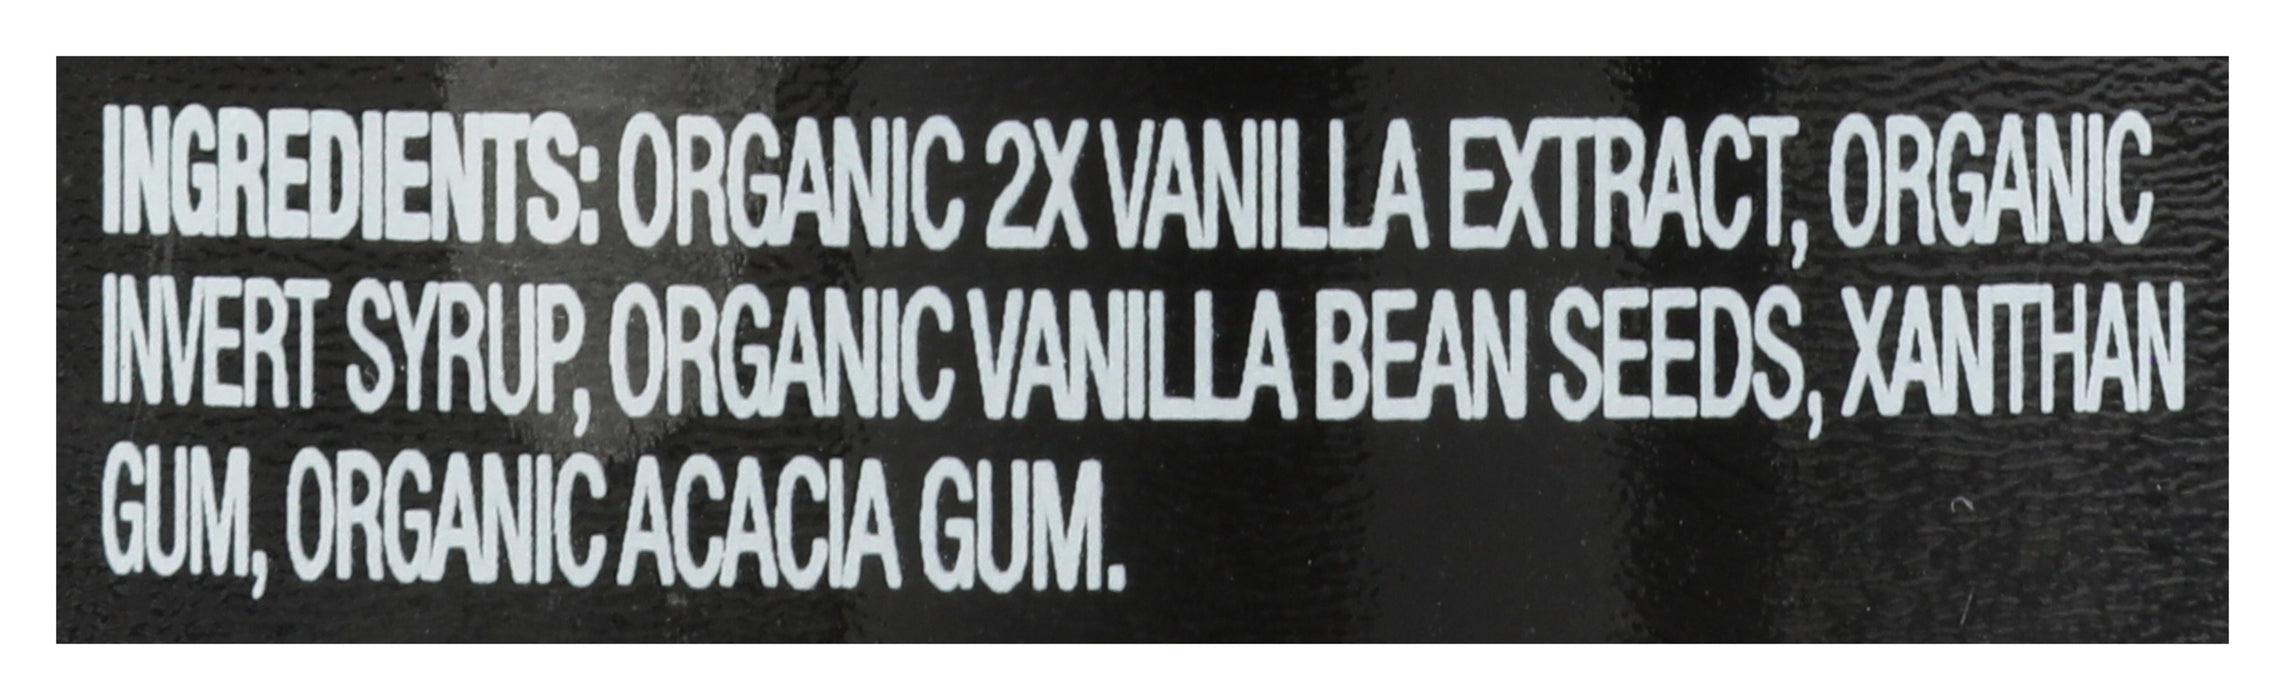 INGREDIENTS: ORGANIC 2X VANILLA EXTRACT, ORGANIC
INVERT SYRUP, ORGANIC VANILLA BEAN SEEDS, XANTHAN
GUM, ORGANIC ACACIA GUM.